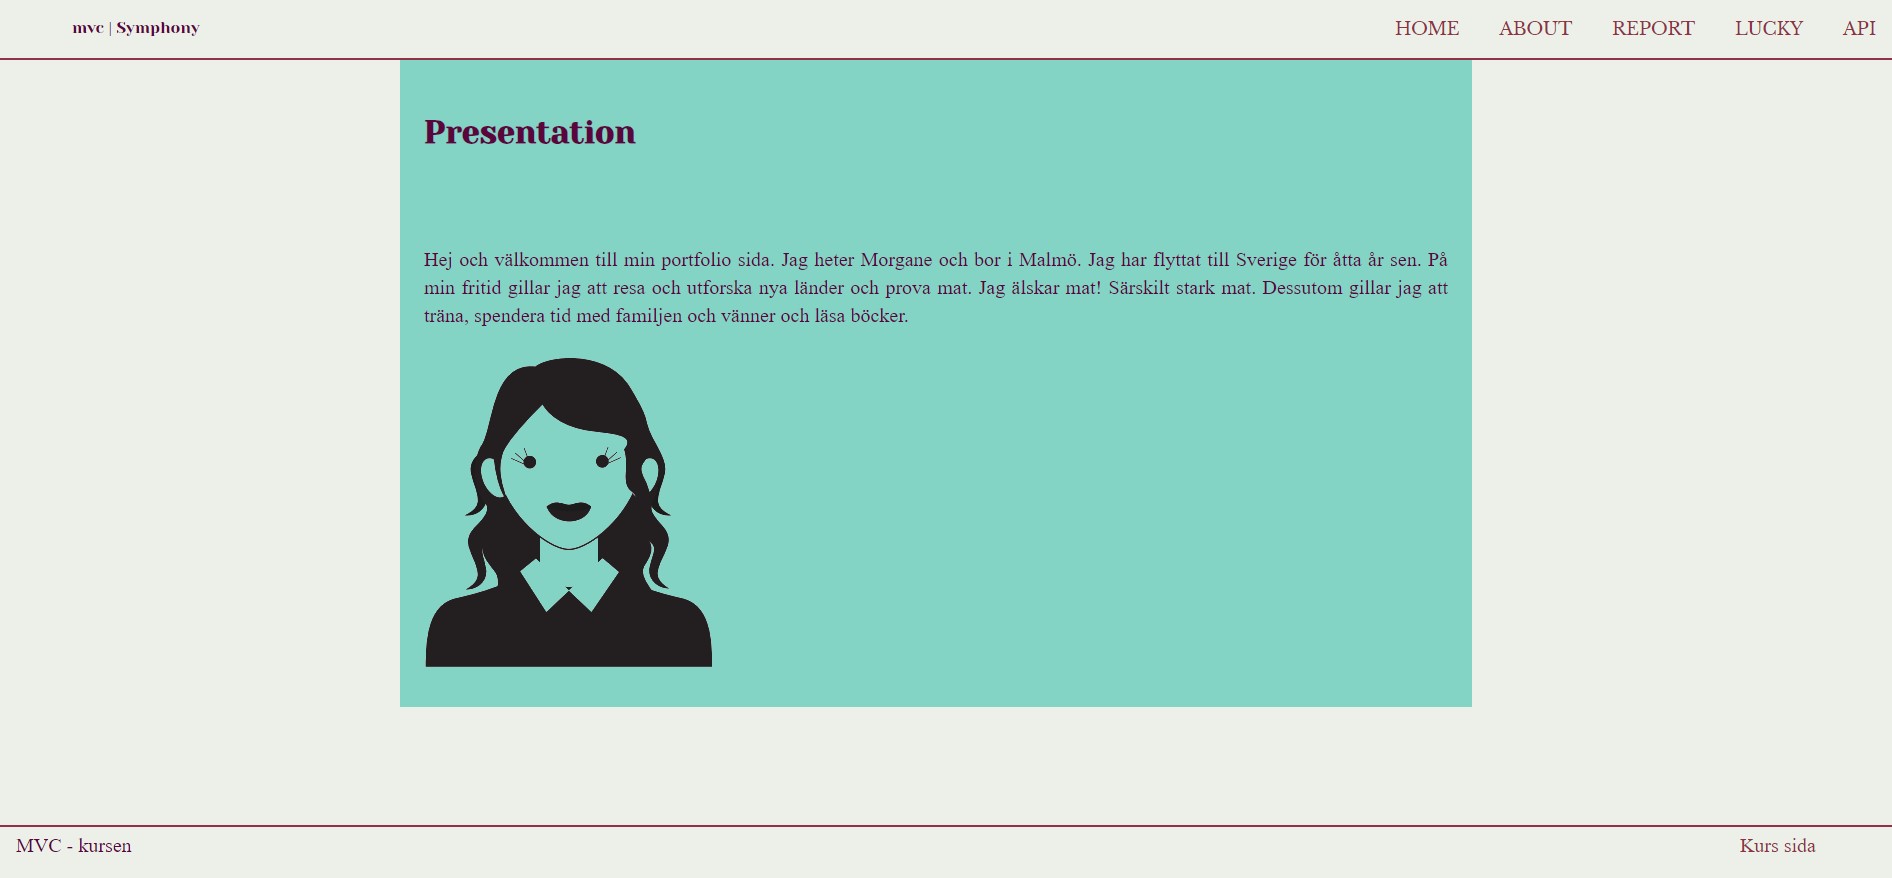 mvc | Symphony
HOME ABOUT REPORT LUCKY API
Presentation
Hej och välkommen till min portfolio sida. Jag heter Morgane och bor i Malmö. Jag har flyttat till Sverige för åtta år sen. På
min fritid gillar jag att resa och utforska nya länder och prova mat. Jag älskar mat! Särskilt stark mat. Dessutom gillar jag att
träna, spendera tid med familjen och vänner och läsa böcker.
MVC - kursen
Kurs sida